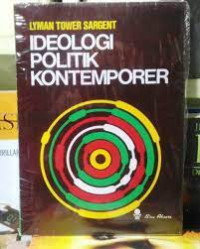 LYMAN TOWER SARGENT
IDEOLOGI
POLITIK
KONTEMPORER